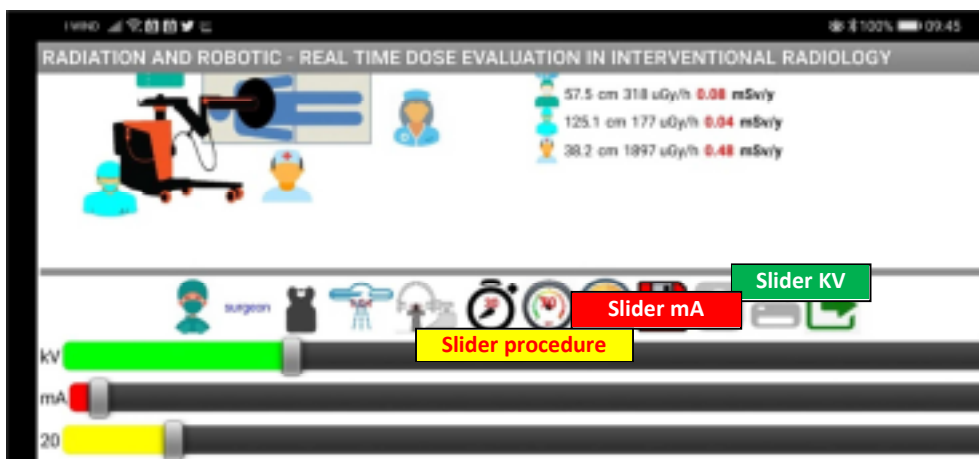 I WIND 100% 09:45
RADIATION AND ROBOTIC - REAL TIME DOSE EVALUATION IN INTERVENTIONAL RADIOLOGY
57.5 cm 318 uGy/h 0.08 mSv/y
125.1 cm 177 uGy/h 0.04 mSv/y
38.2 cm 1897 uGy/h 0.48 mSv/y
Slider KV
surgeon
Slider mA
Slider procedure
kV
mA
20